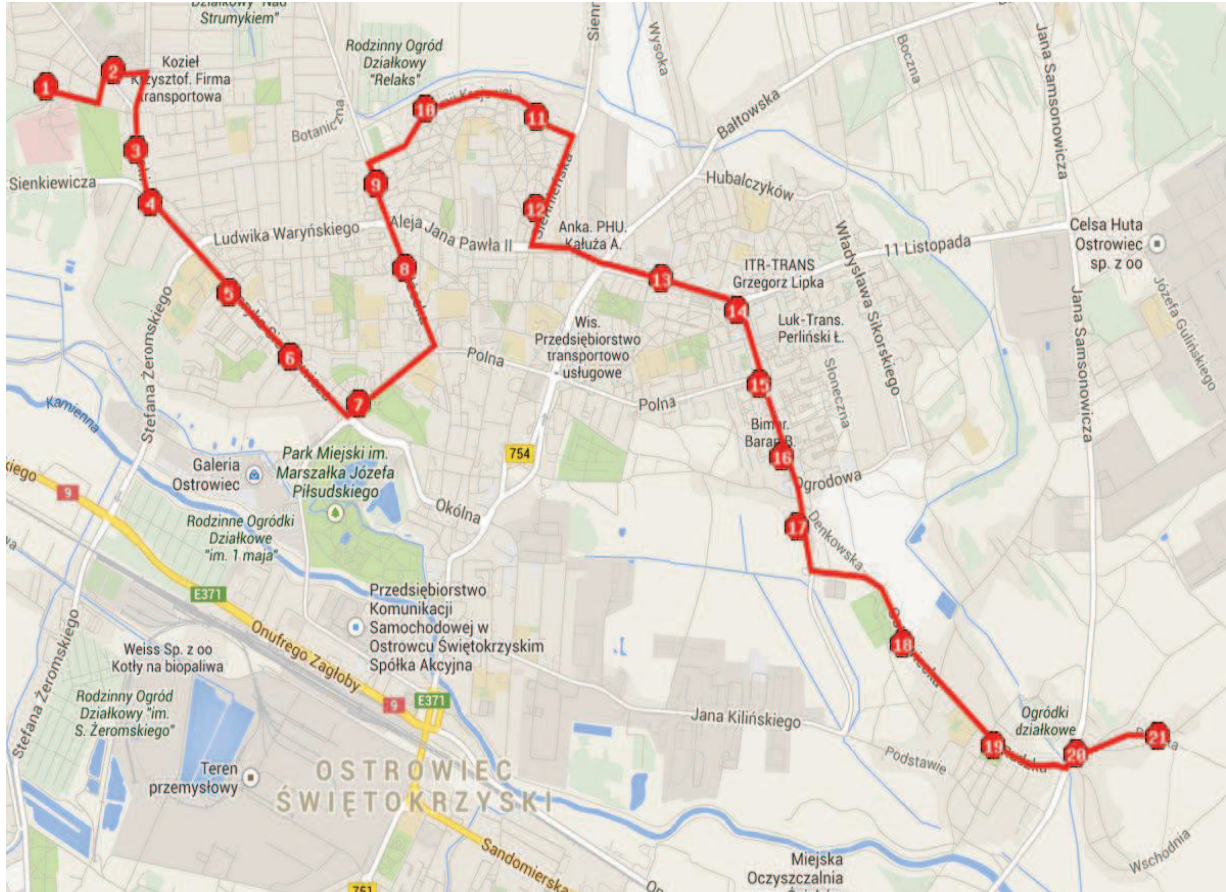 Działkowy "Nad
Strumykiem"
Kozieł
Krzysztof. Firma
transportowa
Rodzinny Ogród
Działkowy
"Relaks"
Wysoka
Boczna
Jana Samsonowicza
Bałtowska
Botaniczna
Sienkiewicza
Ludwika Waryńskiego
Aleja Jana Pawła II
Sienneńska
Hubalczyków
Anka. PHU.
Kałuża A.
Władysława Sikorskiego
11 Listopada
Celsa Huta
Ostrowiec
sp. z oo
Józefa Gulińskiego
ITR-TRANS
Grzegorz Lipka
Luk-Trans.
Perliński Ł.
Słoneczna
Stefana Żeromskiego
Jana Samsonowicza
Wis.
Przedsiębiorstwo
transportowo
usługowe
Polna
Polna
Kamienna
Bimar.
Baran B.
Ogrodowa
Denkowska
Park Miejski im.
Marszałka Józefa
Piłsudskiego
Galeria
Ostrowiec
754
Okólna
9
Rodzinne Ogródki
Działkowe
"im. 1 maja"
E371
Przedsiębiorstwo
Komunikacji
Samochodowej w
Ostrowcu Świętokrzyskim
Spółka Akcyjna
Onufrego Zagłoby
Weiss Sp. z oo
Kotły na biopaliwa
Stefana Żeromskiego
Rodzinny Ogród
Działkowy "im.
S. Żeromskiego"
9
E371
Jana Kilińskiego
Podstawie
Ogródki
działkowe
Teren
przemysłowy
OSTROWIEC
ŚWIĘTOKRZYSKI
Sandomierska
Wschodnia
Miejska
Oczyszczalnia
751
1
2
3
4
5
6
7
8
9
10
11
12
13
14
15
16
17
18
19
20
21